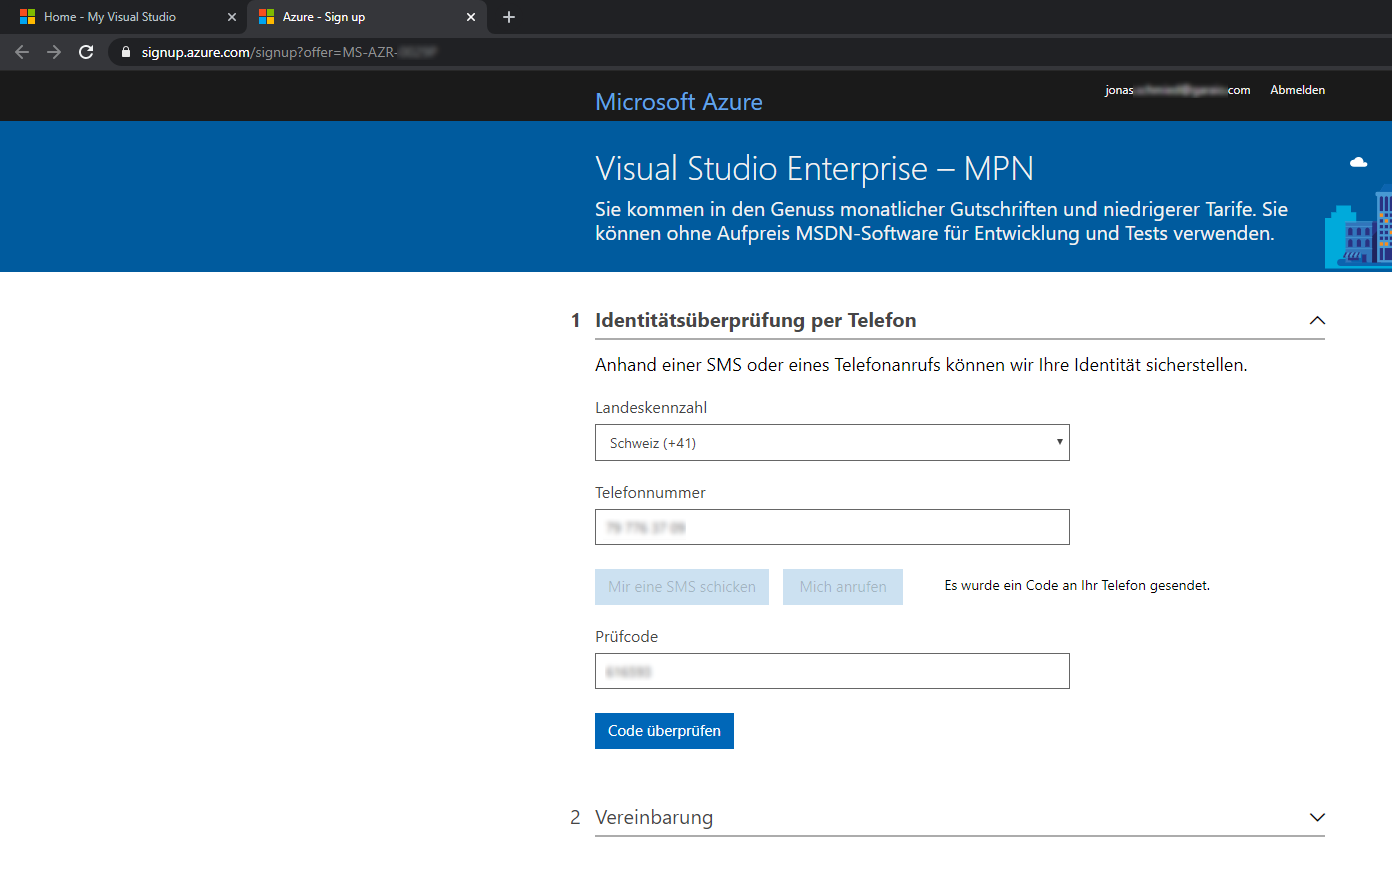 Home - My Visual Studio
Azure - Sign up
signup.azure.com/signup?offer=MS-AZR-
Microsoft Azure
jonas
com
Abmelden
Visual Studio Enterprise – MPN
Sie kommen in den Genuss monatlicher Gutschriften und niedrigerer Tarife. Sie
können ohne Aufpreis MSDN-Software für Entwicklung und Tests verwenden.
1 Identitätsüberprüfung per Telefon
Anhand einer SMS oder eines Telefonanrufs können wir Ihre Identität sicherstellen.
Landeskennzahl
Schweiz (+41)
Telefonnummer
Mir eine SMS schicken
Mich anrufen
Es wurde ein Code an Ihr Telefon gesendet.
Prüfcode
Code überprüfen
2 Vereinbarung